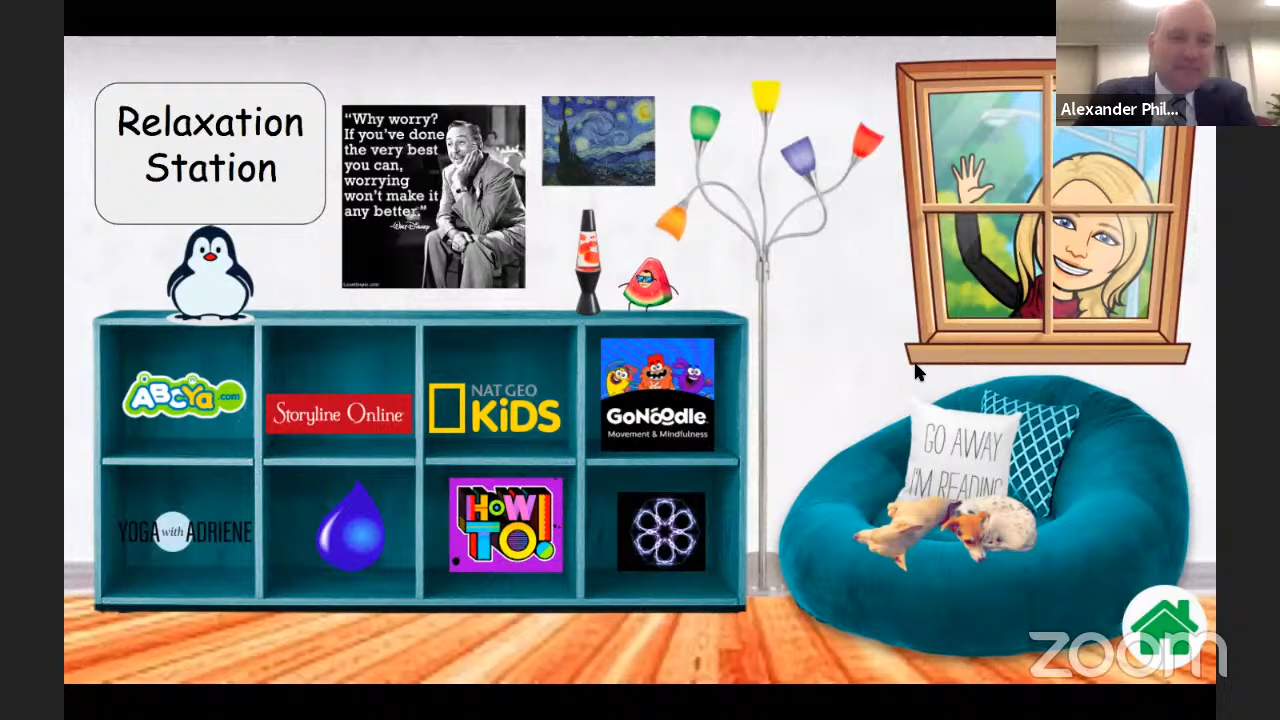 Alexander Phil...
Relaxation
Station
“Why worry?
If you’ve done
the very best
you can,
worrying
won’t make it
any better.”
~Walt Disney
ABCYa.com
Storyline Online
NAT GEO
KiDS
GoNoodle
Movement & Mindfulness
YOGA with ADRIENE
HOW
TO!
GO AWAY
I'M READING
zoom